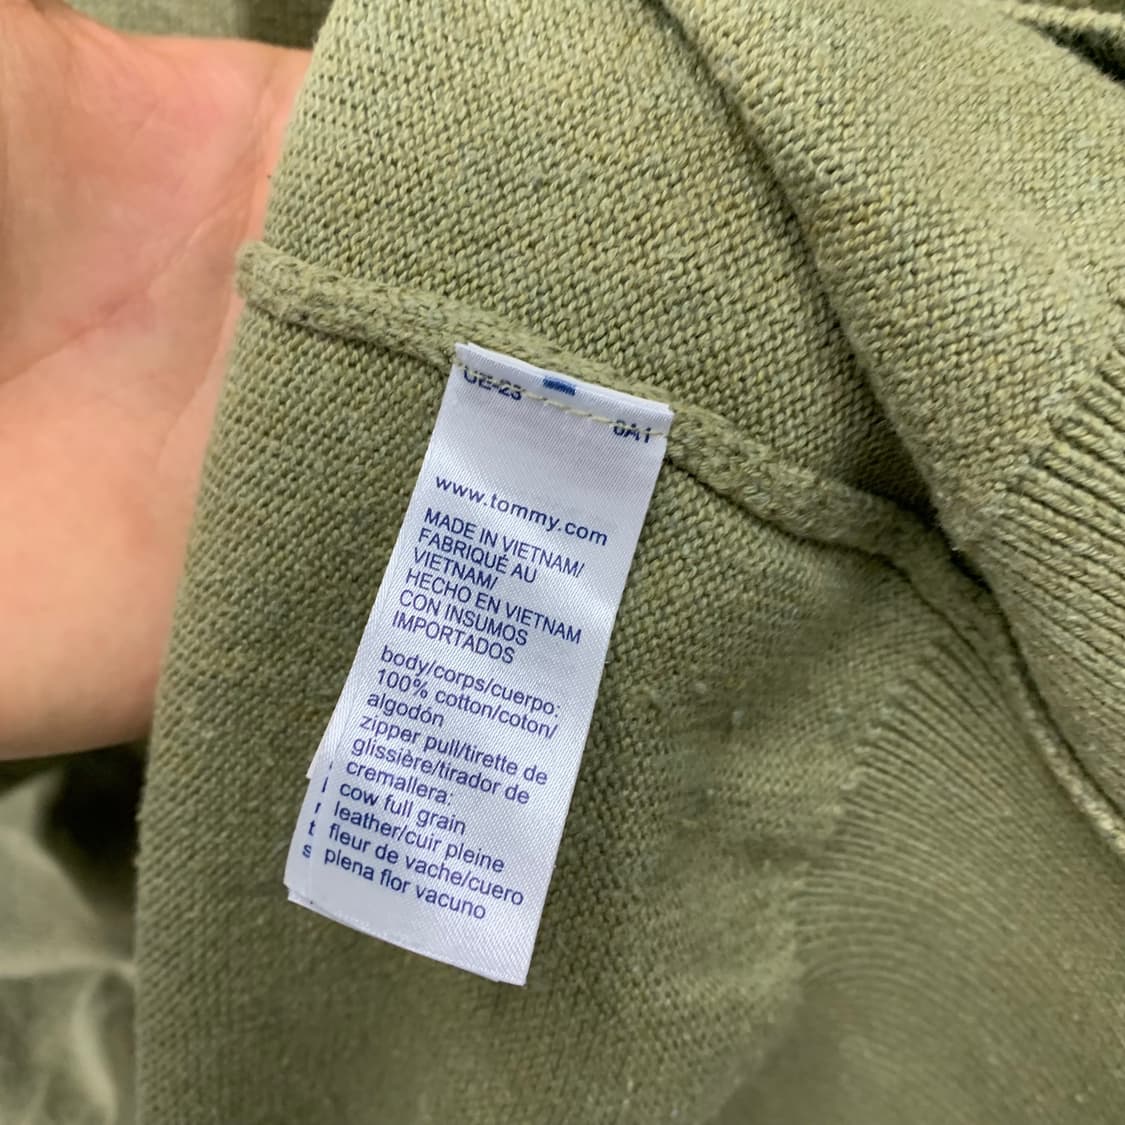 www.tommy.com
MADE IN VIETNAM/
FABRIQUÉ AU
VIETNAM/
HECHO EN VIETNAM
CON INSUMOS
IMPORTADOS
body/corps/cuerpo:
100% cotton/coton/
algodón
zipper pull/tirette de
glissière/tirador de
cremallera:
cow full grain
leather/cuir pleine
fleur de vache/cuero
plena flor vacuno